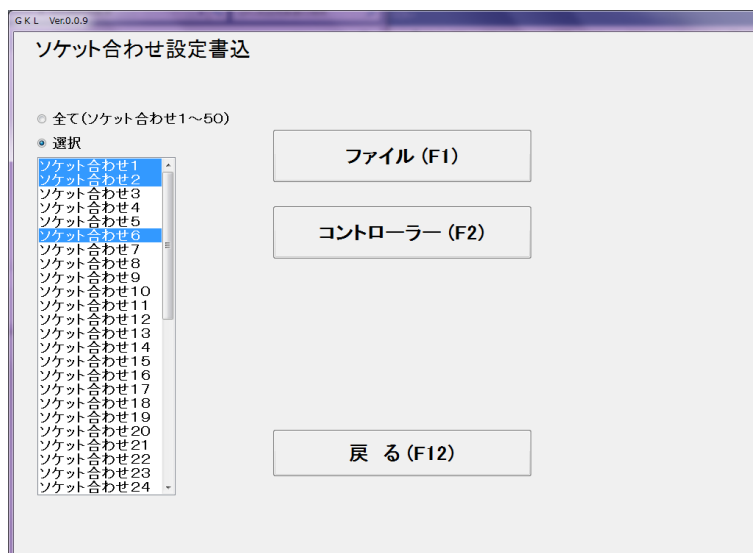 GKL Ver.0.0.9
ソケット合わせ設定書込
全て(ソケット合わせ1～50)
選択
ソケット合わせ1
ソケット合わせ2
ソケット合わせ3
ソケット合わせ4
ソケット合わせ5
ソケット合わせ6
ソケット合わせ7
ソケット合わせ8
ソケット合わせ9
ソケット合わせ10
ソケット合わせ11
ソケット合わせ12
ソケット合わせ13
ソケット合わせ14
ソケット合わせ15
ソケット合わせ16
ソケット合わせ17
ソケット合わせ18
ソケット合わせ19
ソケット合わせ20
ソケット合わせ21
ソケット合わせ22
ソケット合わせ23
ソケット合わせ24
ファイル (F1)
コントローラー (F2)
戻 る (F12)